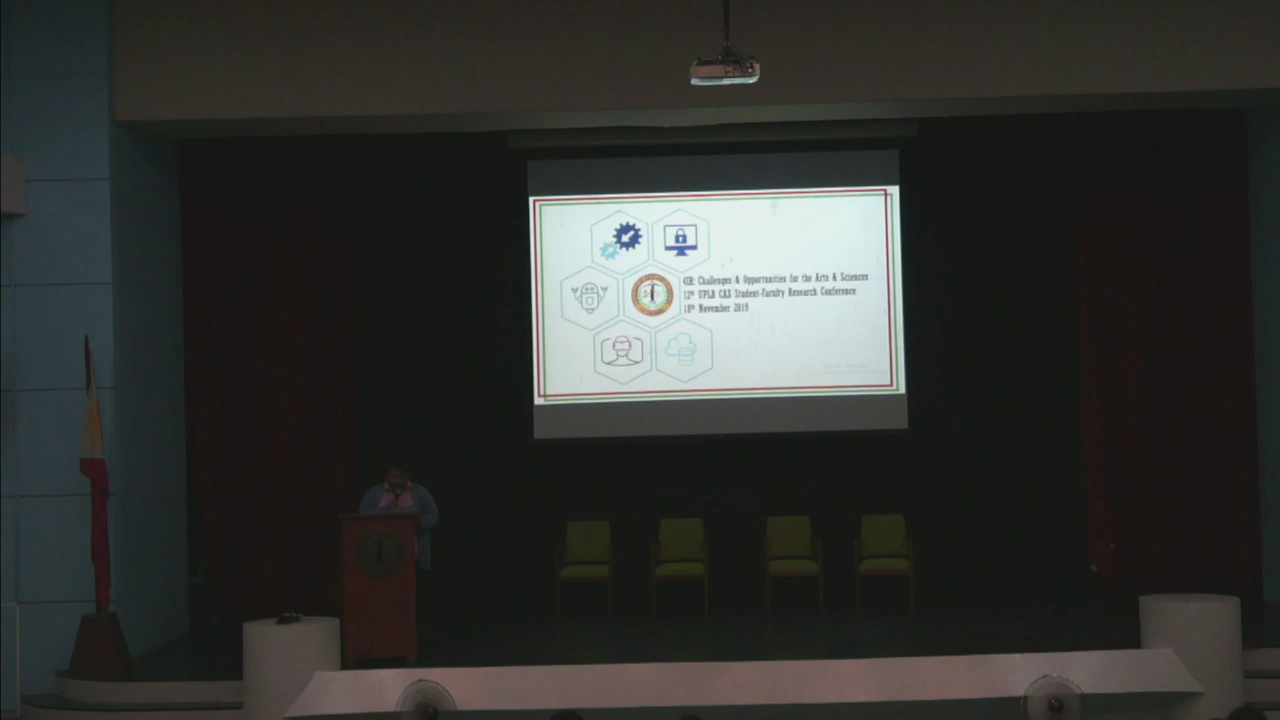 4IR: Challenges & Opportunities for the Arts & Sciences
12th UPLB CAS Student-Faculty Research Conference
18th November 2019